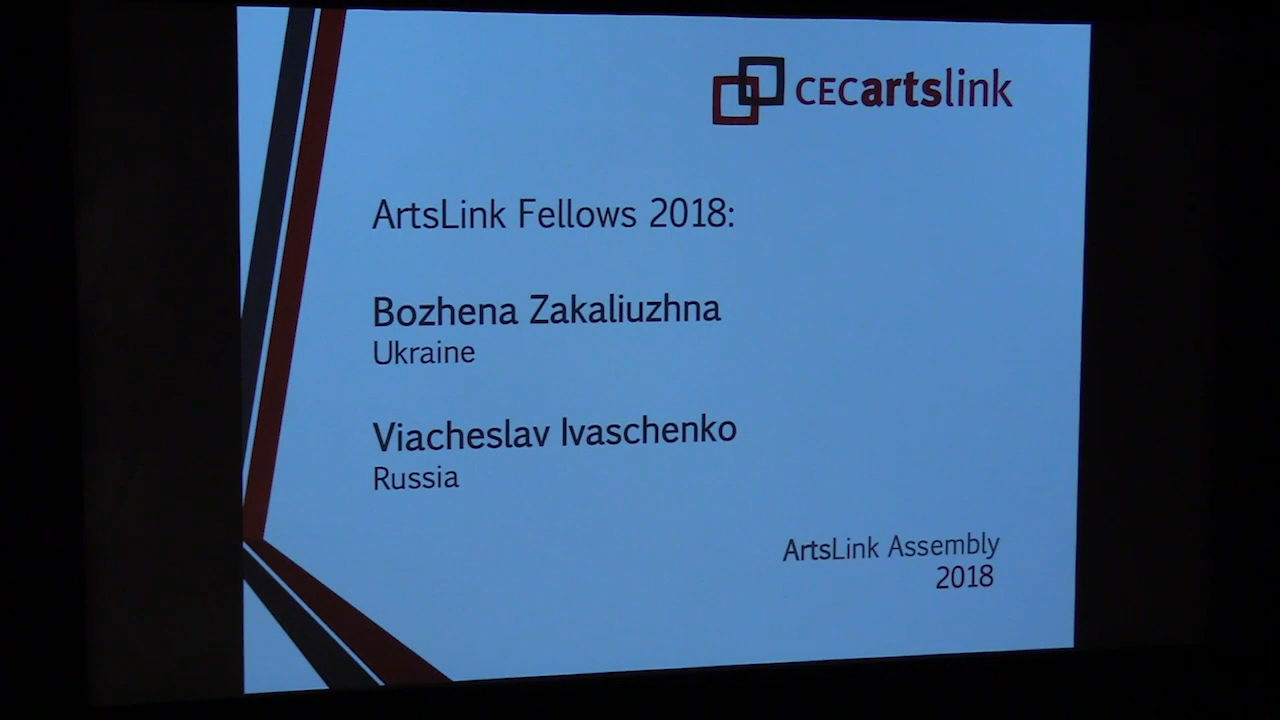 CECartslink
ArtsLink Fellows 2018:
Bozhena Zakaliuzhna
Ukraine
Viacheslav Ivaschenko
Russia
ArtsLink Assembly
2018